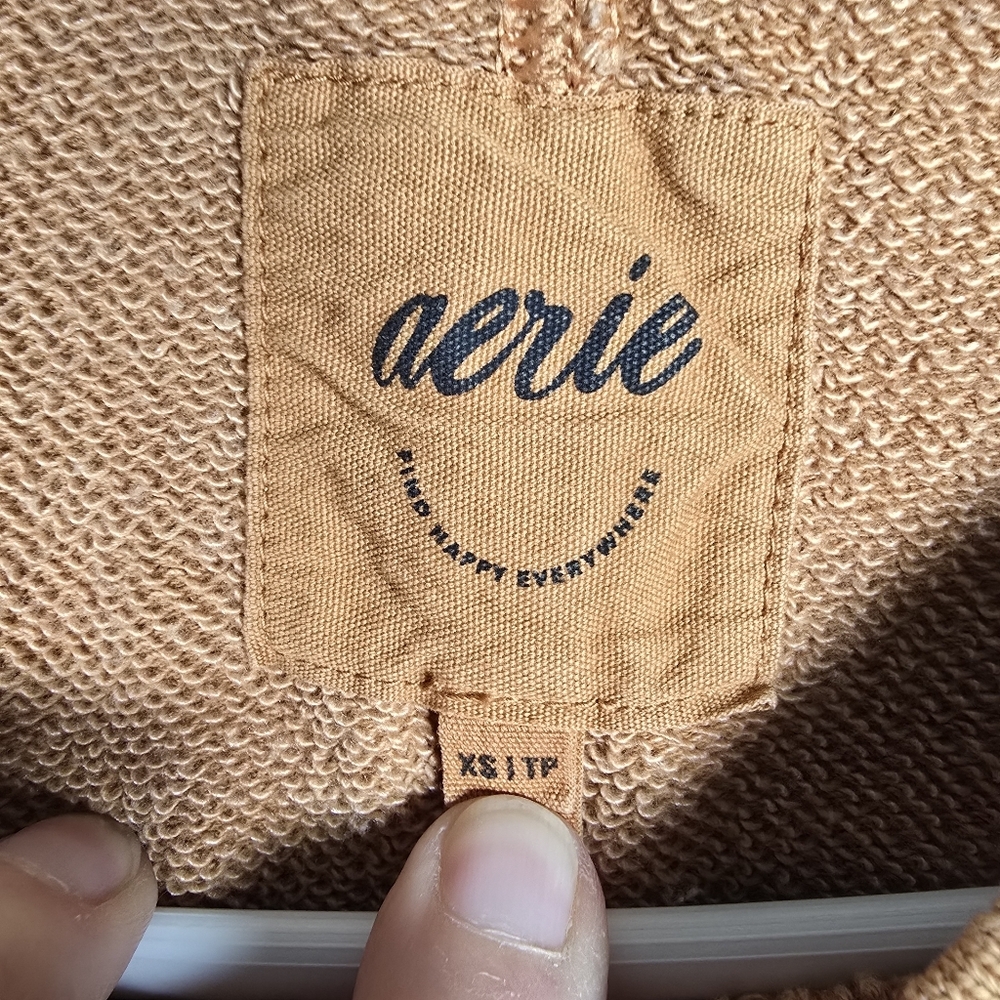 aerie
FIND HAPPY EVERYWHERE
XS | TP